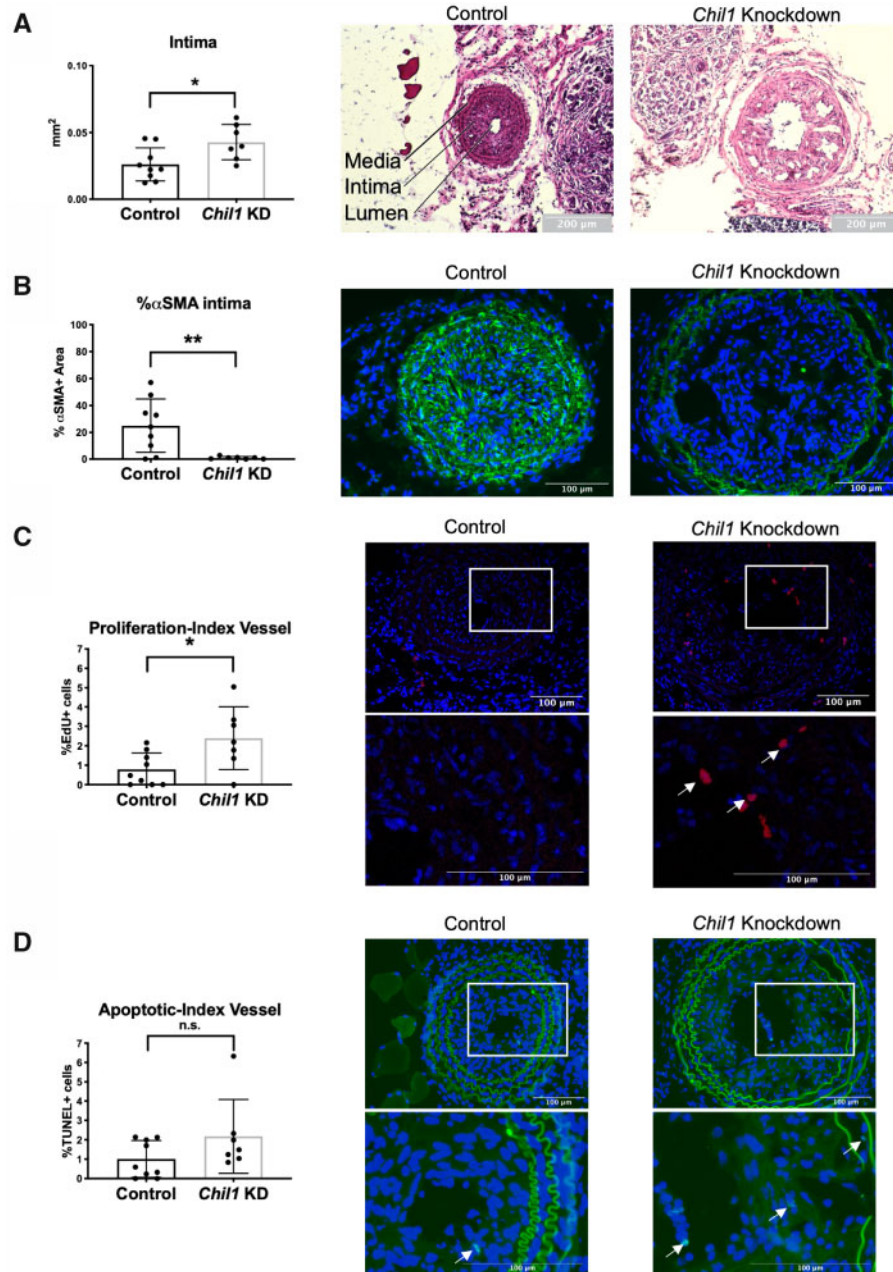 A
Intima
*
mm²
0.10
0.05
0.00
Control
Chil1 KD
Control
Chil1 Knockdown
Media
Intima
Lumen
200 µm
200 µm
B
%αSMA intima
**
% αSMA+ Area
100
80
60
40
20
0
Control
Chil1 KD
Control
Chil1 Knockdown
100 µm
100 µm
C
Proliferation-Index Vessel
*
%EdU+ cells
7
6
5
4
3
2
1
0
Control
Chil1 KD
Control
Chil1 Knockdown
100 µm
100 µm
100 µm
100 µm
D
Apoptotic-Index Vessel
n.s.
%TUNEL+ cells
7
6
5
4
3
2
1
0
Control
Chil1 KD
Control
Chil1 Knockdown
100 µm
100 µm
100 µm
100 µm